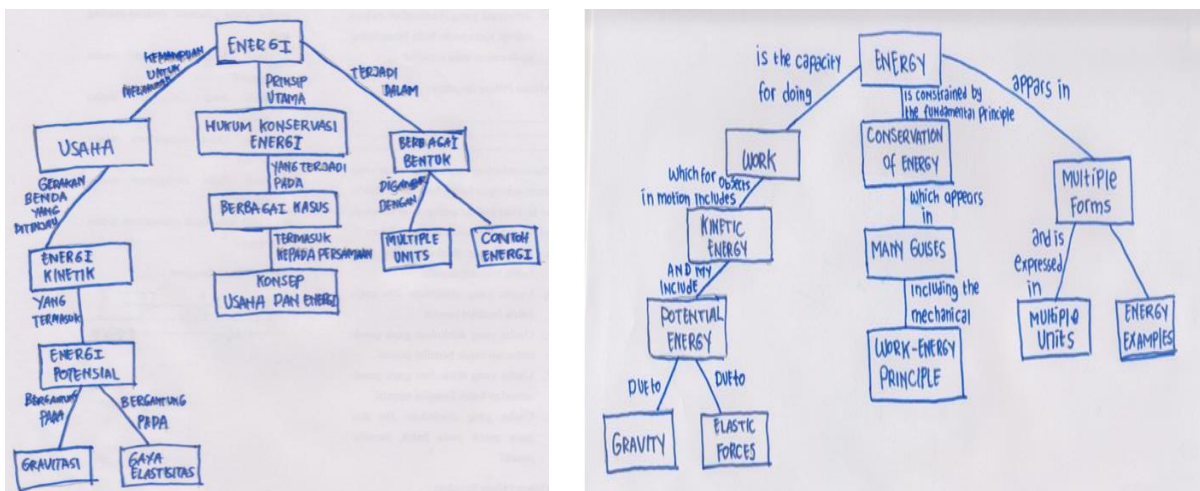 ENERGI
KEMAMPUAN
UNTUK
MELAKUKAN
PRINSIP
UTAMA
TERJADI
DALAM
USAHA
HUKUM KONSERVASI
ENERGI
BERBAGAI
BENTUK
GERAKAN
BENDA
YANG
DITINJAU
YANG TERJADI
PADA
DIGAMBAR
DENGAN
BERBAGAI KASUS
MULTIPLE
UNITS
CONTOH
ENERGI
ENERGI
KINETIK
TERMASUK
KEPADA PERSAMAAN
KONSEP
USAHA DAN ENERGI
YANG
TERMASUK
ENERGI
POTENSIAL
BERGANTUNG
PADA
BERGANTUNG
PADA
GRAVITASI
GAYA
ELASTISITAS
ENERGY
is the capacity
for doing
is constrained by
the fundamental principle
appars in
WORK
CONSERVATION
OF ENERGY
MULTIPLE
FORMS
which for objects
in motion includes
which appears
in
KINETIC
ENERGY
MANY GUISES
and is
expressed
in
AND MY
INCLUDE
including the
mechanical
POTENTIAL
ENERGY
WORK-ENERGY
PRINCIPLE
MULTIPLE
UNITS
ENERGY
EXAMPLES
DUE to
DUE to
GRAVITY
ELASTIC
FORCES